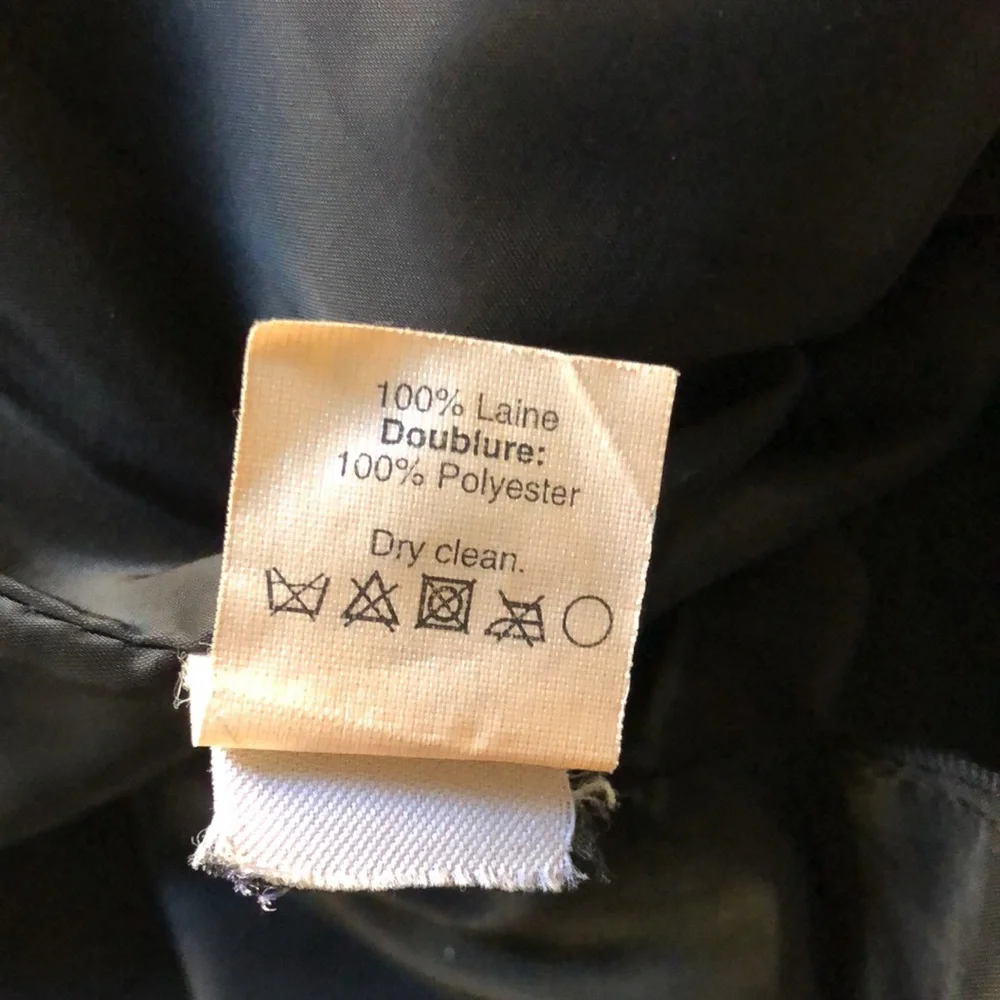 100% Laine
Doublure:
100% Polyester
Dry clean.